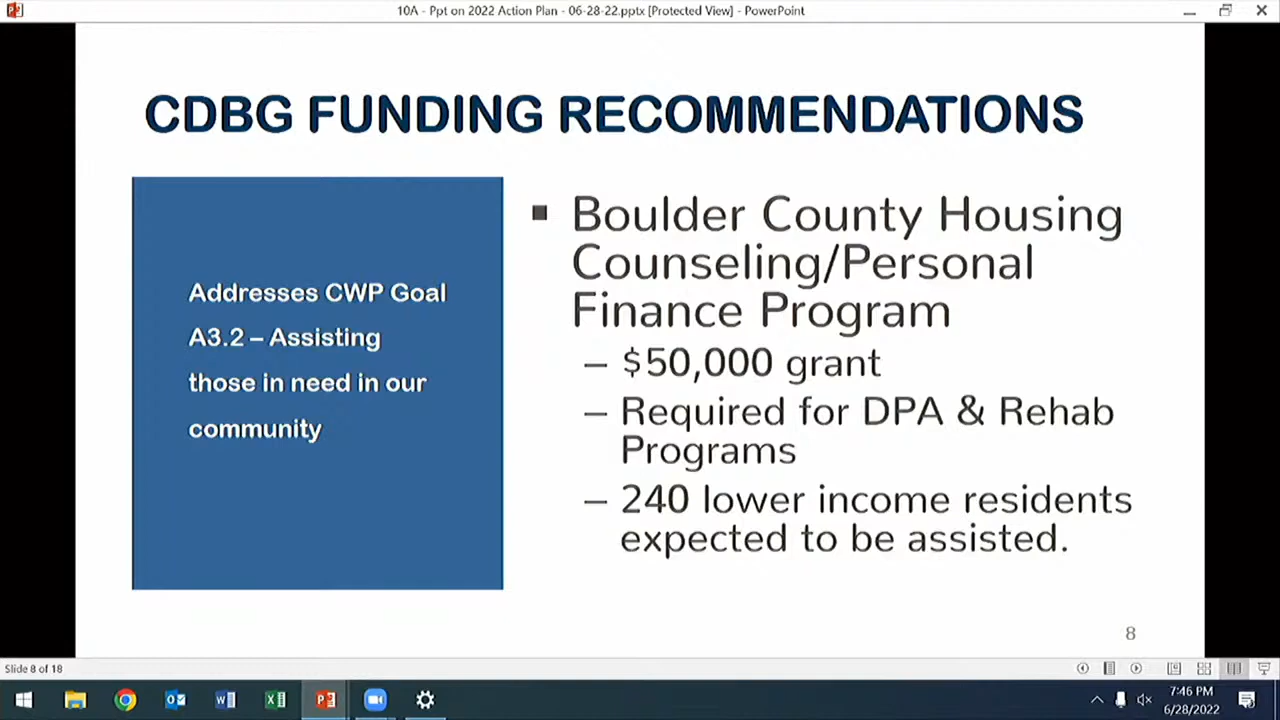 10A - Ppt on 2022 Action Plan - 06-28-22.pptx [Protected View] - PowerPoint
CDBG FUNDING RECOMMENDATIONS
Addresses CWP Goal
A3.2 – Assisting
those in need in our
community
▪ Boulder County Housing
Counseling/Personal
Finance Program
– $50,000 grant
– Required for DPA & Rehab
Programs
– 240 lower income residents
expected to be assisted.
8
Slide 8 of 18
7:46 PM
6/28/2022